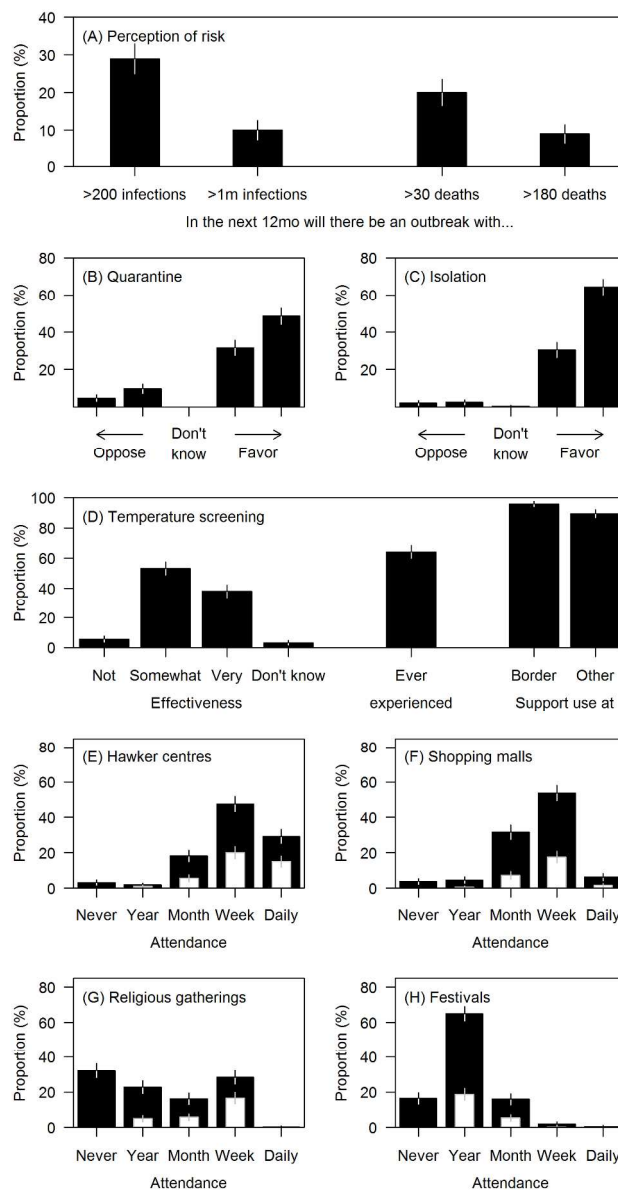 (A) Perception of risk
Proportion (%)
40
30
20
10
0
>200 infections >1m infections >30 deaths >180 deaths
In the next 12mo will there be an outbreak with...
(B) Quarantine
Proportion (%)
80
60
40
20
Oppose Don't know Favor
(C) Isolation
Proportion (%)
80
60
40
20
Oppose Don't know Favor
(D) Temperature screening
Proportion (%)
100
80
60
40
20
0
Not Somewhat Very Don't know Ever experienced Border Other
Effectiveness Support use at
(E) Hawker centres
Proportion (%)
80
60
40
20
0
Never Year Month Week Daily
Attendance
(F) Shopping malls
Proportion (%)
80
60
40
20
0
Never Year Month Week Daily
Attendance
(G) Religious gatherings
Proportion (%)
80
60
40
20
0
Never Year Month Week Daily
Attendance
(H) Festivals
Proportion (%)
80
60
40
20
0
Never Year Month Week Daily
Attendance